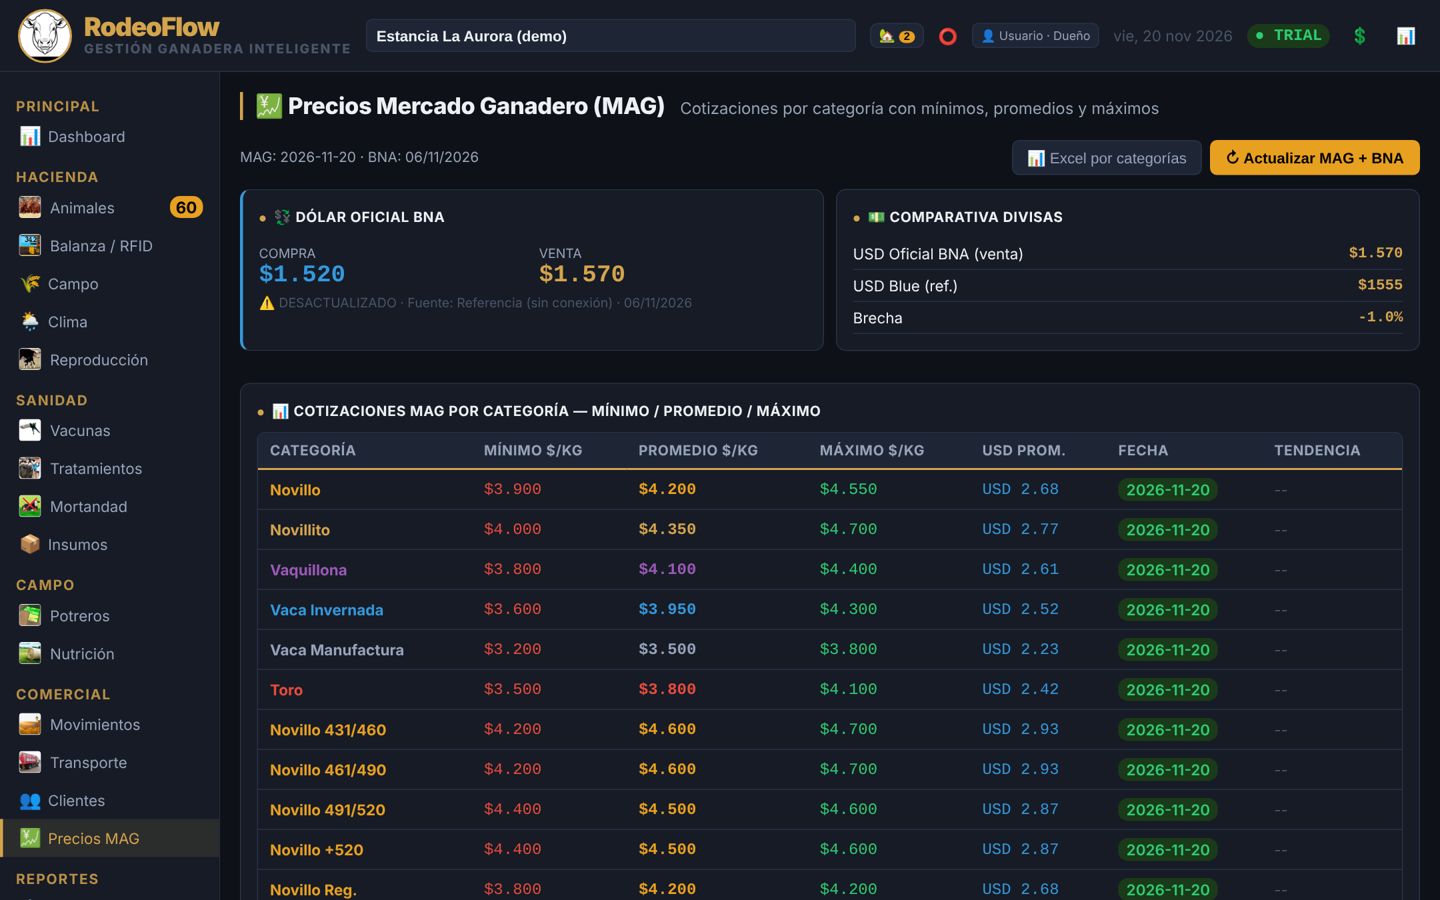 RodeoFlow
GESTIÓN GANADERA INTELIGENTE
Estancia La Aurora (demo)
2
Usuario · Dueño
vie, 20 nov 2026
TRIAL
PRINCIPAL
Dashboard
HACIENDA
Animales 60
Balanza / RFID
Campo
Clima
Reproducción
SANIDAD
Vacunas
Tratamientos
Mortandad
Insumos
CAMPO
Potreros
Nutrición
COMERCIAL
Movimientos
Transporte
Clientes
Precios MAG
REPORTES
Precios Mercado Ganadero (MAG) Cotizaciones por categoría con mínimos, promedios y máximos
MAG: 2026-11-20 · BNA: 06/11/2026
Excel por categorías
↻ Actualizar MAG + BNA
DÓLAR OFICIAL BNA
COMPRA VENTA
$1.520 $1.570
DESACTUALIZADO · Fuente: Referencia (sin conexión) · 06/11/2026
COMPARATIVA DIVISAS
USD Oficial BNA (venta) $1.570
USD Blue (ref.) $1555
Brecha -1.0%
COTIZACIONES MAG POR CATEGORÍA — MÍNIMO / PROMEDIO / MÁXIMO
CATEGORÍA MÍNIMO $/KG PROMEDIO $/KG MÁXIMO $/KG USD PROM. FECHA TENDENCIA
Novillo $3.900 $4.200 $4.550 USD 2.68 2026-11-20 --
Novillito $4.000 $4.350 $4.700 USD 2.77 2026-11-20 --
Vaquillona $3.800 $4.100 $4.400 USD 2.61 2026-11-20 --
Vaca Invernada $3.600 $3.950 $4.300 USD 2.52 2026-11-20 --
Vaca Manufactura $3.200 $3.500 $3.800 USD 2.23 2026-11-20 --
Toro $3.500 $3.800 $4.100 USD 2.42 2026-11-20 --
Novillo 431/460 $4.200 $4.600 $4.700 USD 2.93 2026-11-20 --
Novillo 461/490 $4.200 $4.600 $4.700 USD 2.93 2026-11-20 --
Novillo 491/520 $4.400 $4.500 $4.600 USD 2.87 2026-11-20 --
Novillo +520 $4.400 $4.500 $4.600 USD 2.87 2026-11-20 --
Novillo Reg. $3.800 $4.200 $4.200 USD 2.68 2026-11-20 --